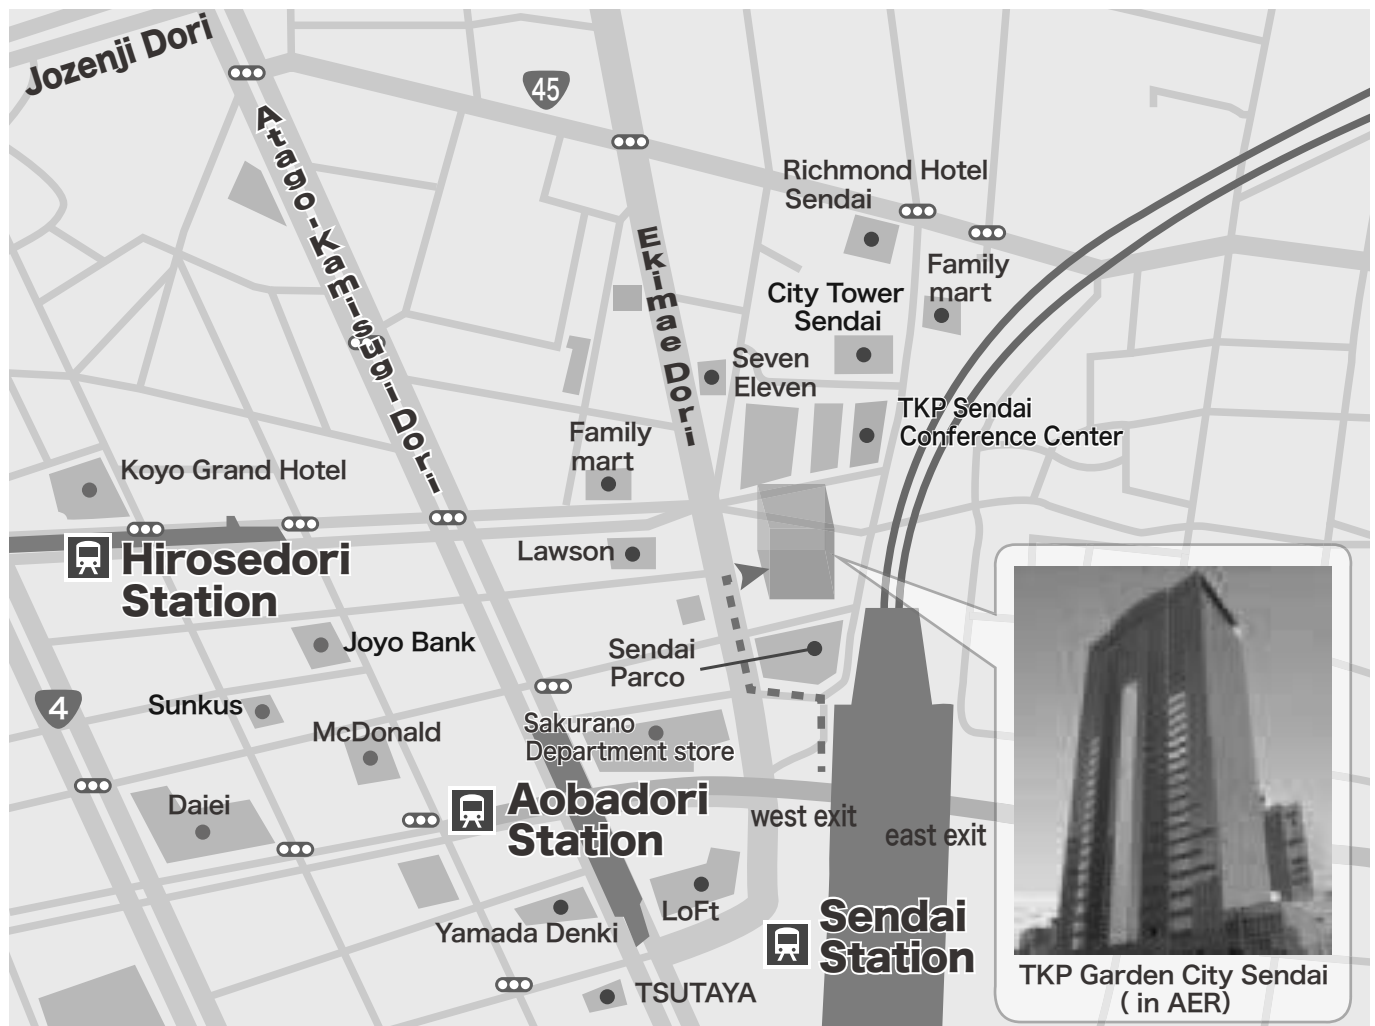 Jozenji Dori
45
Atago-Kamisugi Dori
Richmond Hotel
Sendai
Ekimae Dori
Family
mart
City Tower
Sendai
Seven
Eleven
TKP Sendai
Conference Center
Family
mart
Koyo Grand Hotel
Hirosedori
Station
Lawson
Joyo Bank
Sendai
Parco
4
Sunkus
McDonald
Sakurano
Department store
Daiei
Aobadori
Station
west exit
east exit
LoFt
Yamada Denki
Sendai
Station
TSUTAYA
TKP Garden City Sendai
( in AER)